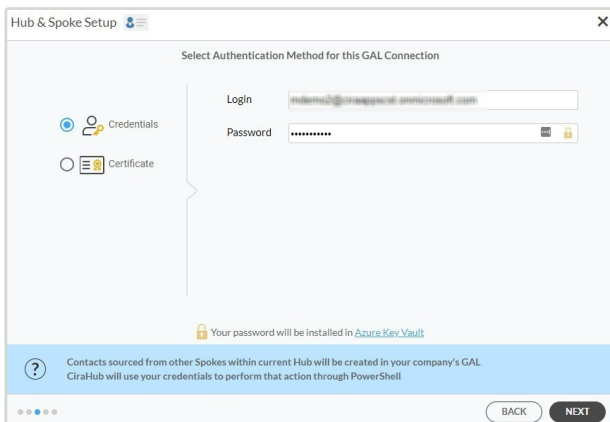 Hub & Spoke Setup
Select Authentication Method for this GAL Connection
Login
Credentials
Password
Certificate
Your password will be installed in Azure Key Vault
Contacts sourced from other Spokes within current Hub will be created in your company's GAL
CiraHub will use your credentials to perform that action through PowerShell
BACK
NEXT